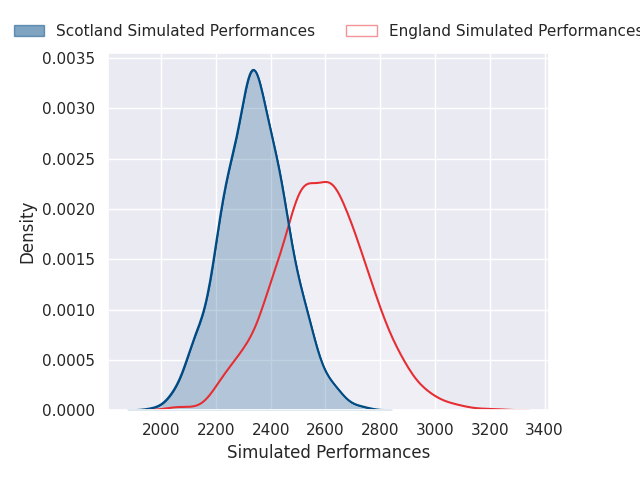 Scotland Simulated Performances England Simulated Performances
0.0035
0.0030
0.0025
0.0020
0.0015
0.0010
0.0005
0.0000
Density
2000 2200 2400 2600 2800 3000 3200 3400
Simulated Performances